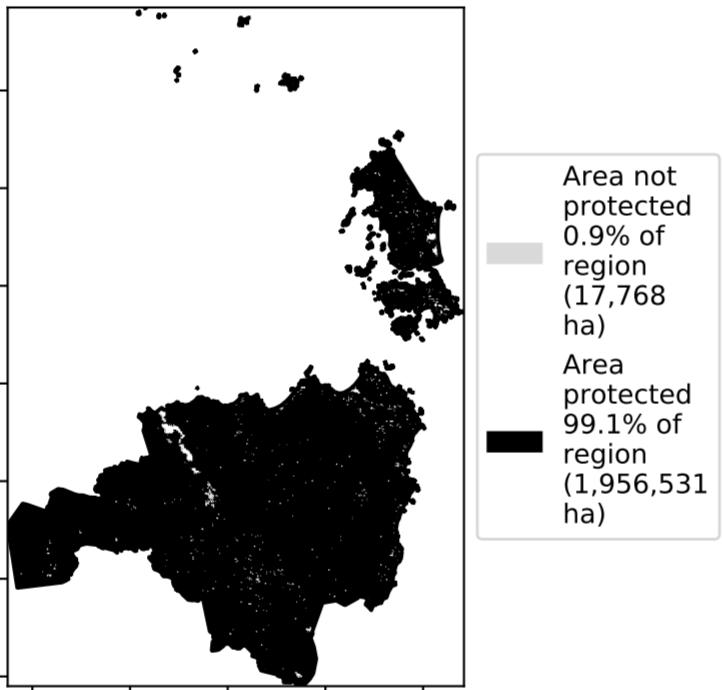 Area not
protected
0.9% of
region
(17,768
ha)
Area
protected
99.1% of
region
(1,956,531
ha)